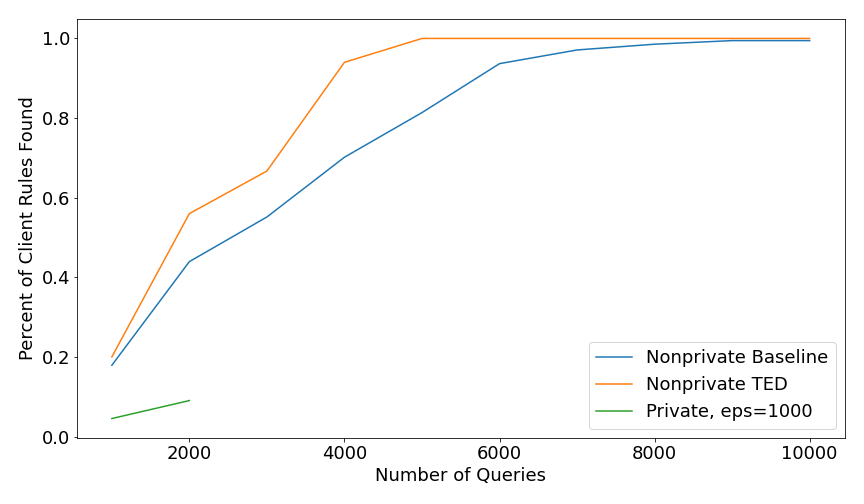 1.0
0.8
0.6
0.4
0.2
0.0
Percent of Client Rules Found
2000 4000 6000 8000 10000
Number of Queries
Nonprivate Baseline
Nonprivate TED
Private, eps=1000